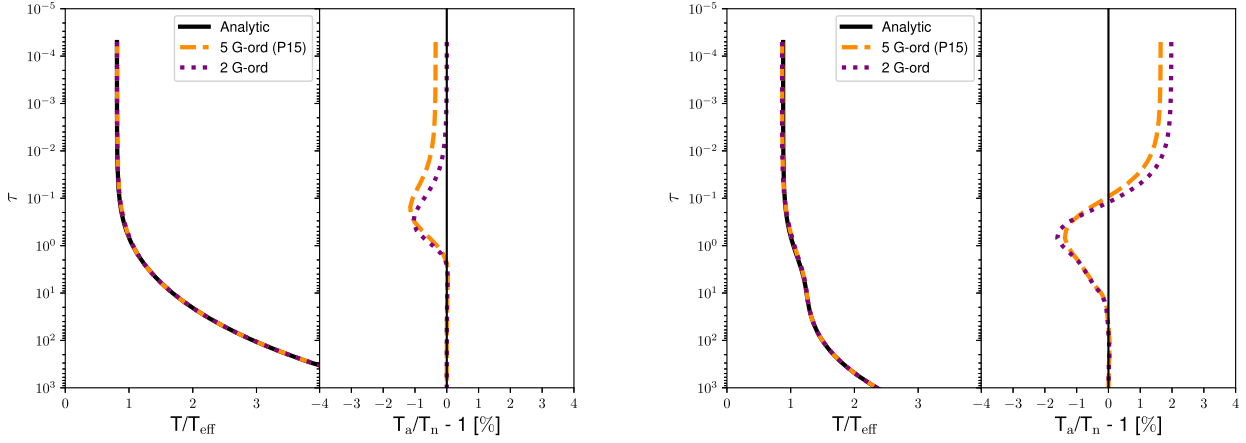 10⁻⁵
10⁻⁴
10⁻³
10⁻²
10⁻¹
10⁰
10¹
10²
10³
τ
Analytic
5 G-ord (P15)
2 G-ord
0 1 2 3
T/T_eff
−4 −3 −2 −1 0 1 2 3 4
T_a/T_n - 1 [%]
10⁻⁵
10⁻⁴
10⁻³
10⁻²
10⁻¹
10⁰
10¹
10²
10³
τ
Analytic
5 G-ord (P15)
2 G-ord
0 1 2 3
T/T_eff
−4 −3 −2 −1 0 1 2 3 4
T_a/T_n - 1 [%]